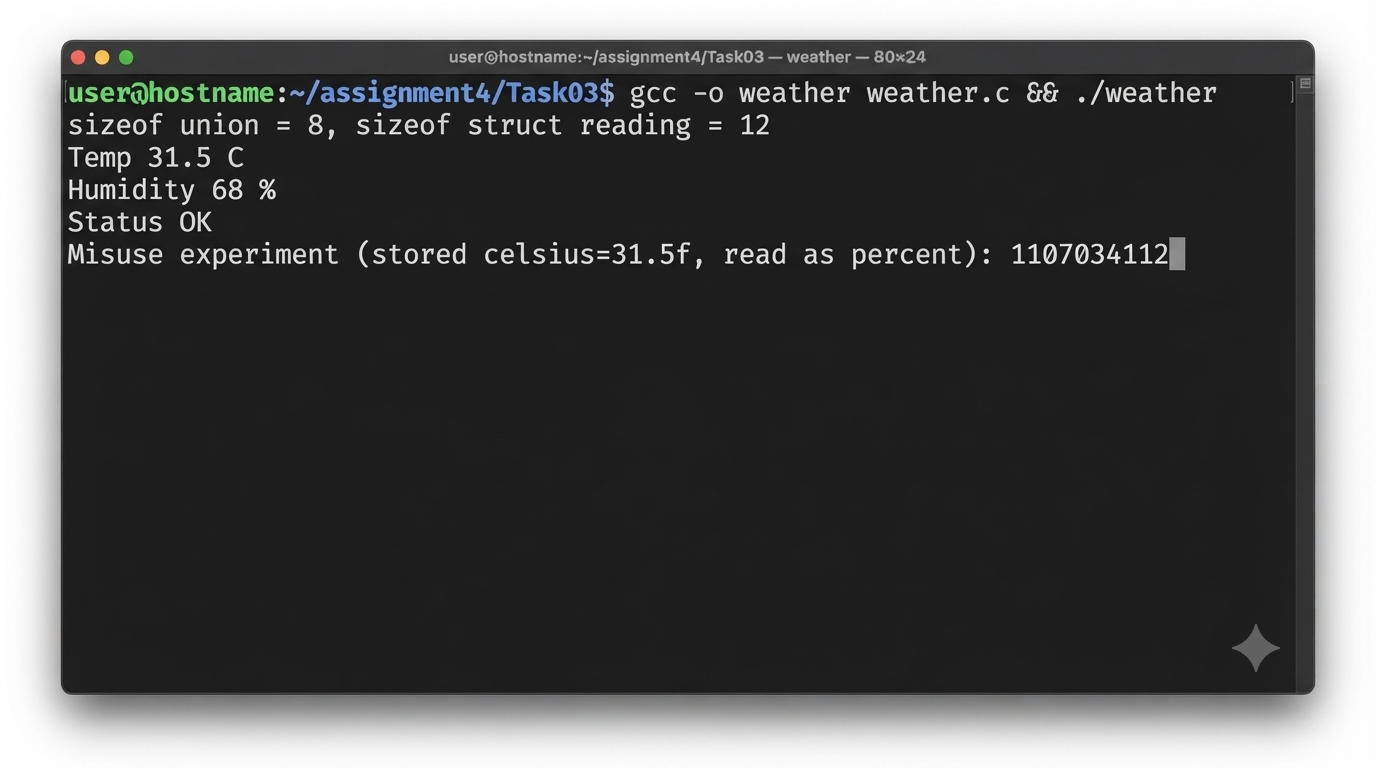 user@hostname:~/assignment4/Task03 — weather — 80×24
user@hostname:~/assignment4/Task03$ gcc -o weather weather.c && ./weather
sizeof union = 8, sizeof struct reading = 12
Temp 31.5 C
Humidity 68 %
Status OK
Misuse experiment (stored celsius=31.5f, read as percent): 1107034112